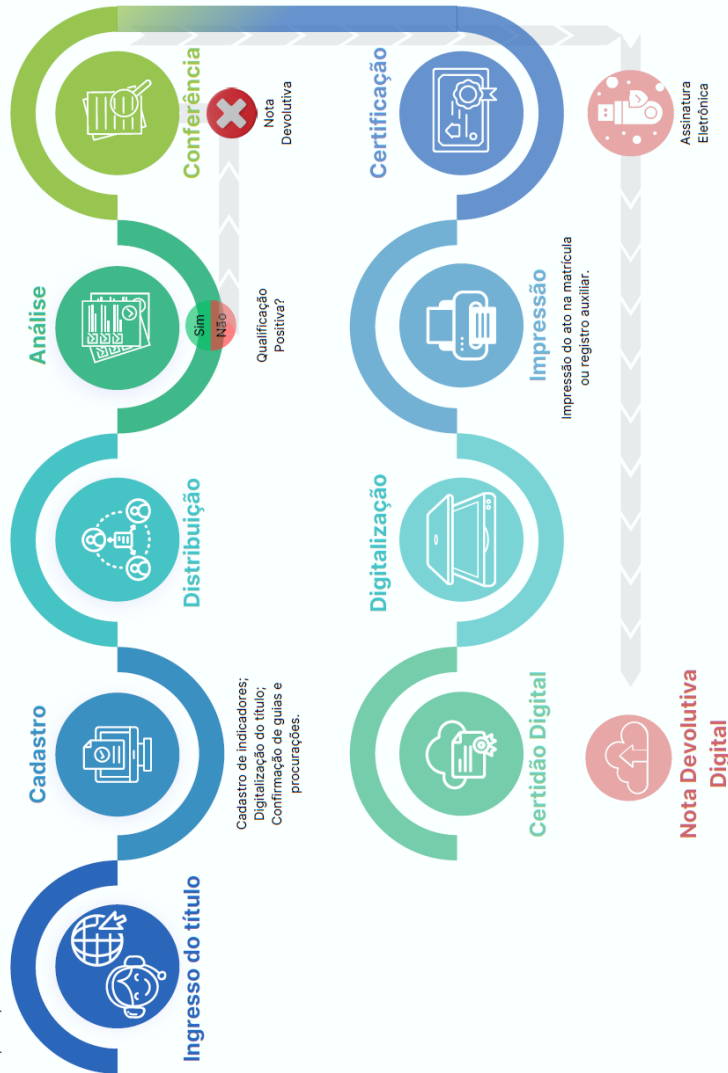 Ingresso do título
Cadastro
Cadastro de indicadores;
Digitalização do título;
Confirmação de guias e
procurações.
Distribuição
Análise
Sim
Não
Qualificação
Positiva?
Conferência
Nota
Devolutiva
Certificação
Impressão
Impressão do ato na matrícula
ou registro auxiliar.
Digitalização
Certidão Digital
Assinatura
Eletrônica
Nota Devolutiva
Digital